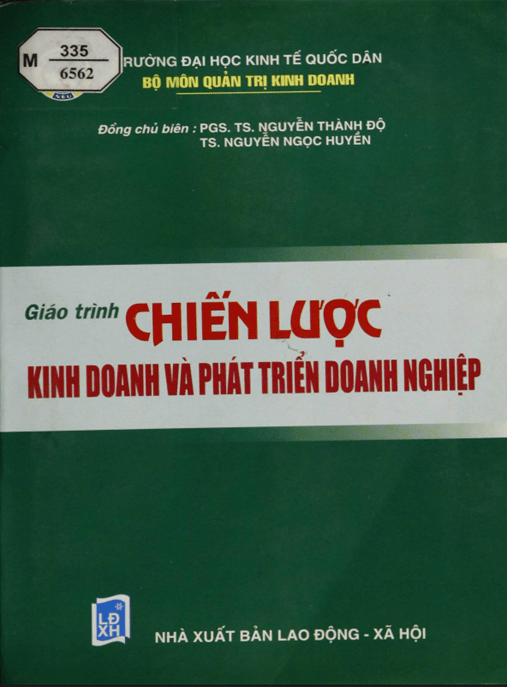 M 335
6562
RƯỜNG ĐẠI HỌC KINH TẾ QUỐC DÂN
BỘ MÔN QUẢN TRỊ KINH DOANH
NEU
Đồng chủ biên : PGS. TS. NGUYỄN THÀNH ĐỘ
TS. NGUYỄN NGỌC HUYỀN
Giáo trình CHIẾN LƯỢC
KINH DOANH VÀ PHÁT TRIỂN DOANH NGHIỆP
LĐ
XH
NHÀ XUẤT BẢN LAO ĐỘNG - XÃ HỘI